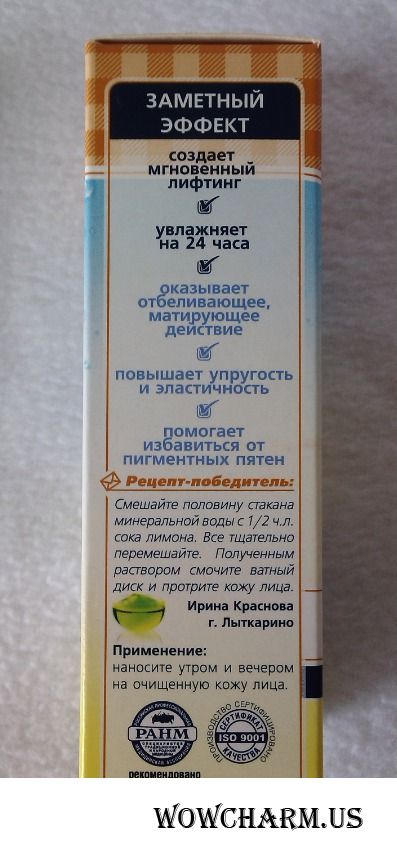 ЗАМЕТНЫЙ
ЭФФЕКТ
создает
мгновенный
лифтинг
увлажняет
на 24 часа
оказывает
отбеливающее,
матирующее
действие
повышает упругость
и эластичность
помогает
избавиться от
пигментных пятен
Рецепт-победитель:
Смешайте половину стакана
минеральной воды с 1/2 ч.л.
сока лимона. Все тщательно
перемешайте. Полученным
раствором смочите ватный
диск и протрите кожу лица.
Ирина Краснова
г. Лыткарино
Применение:
наносите утром и вечером
на очищенную кожу лица.
РАНМ
ПРОИЗВОДСТВО СЕРТИФИЦИРОВАНО
СЕРТИФИКАТ
ISO 9001
КАЧЕСТВА
рекомендовано
WOWCHARM.US